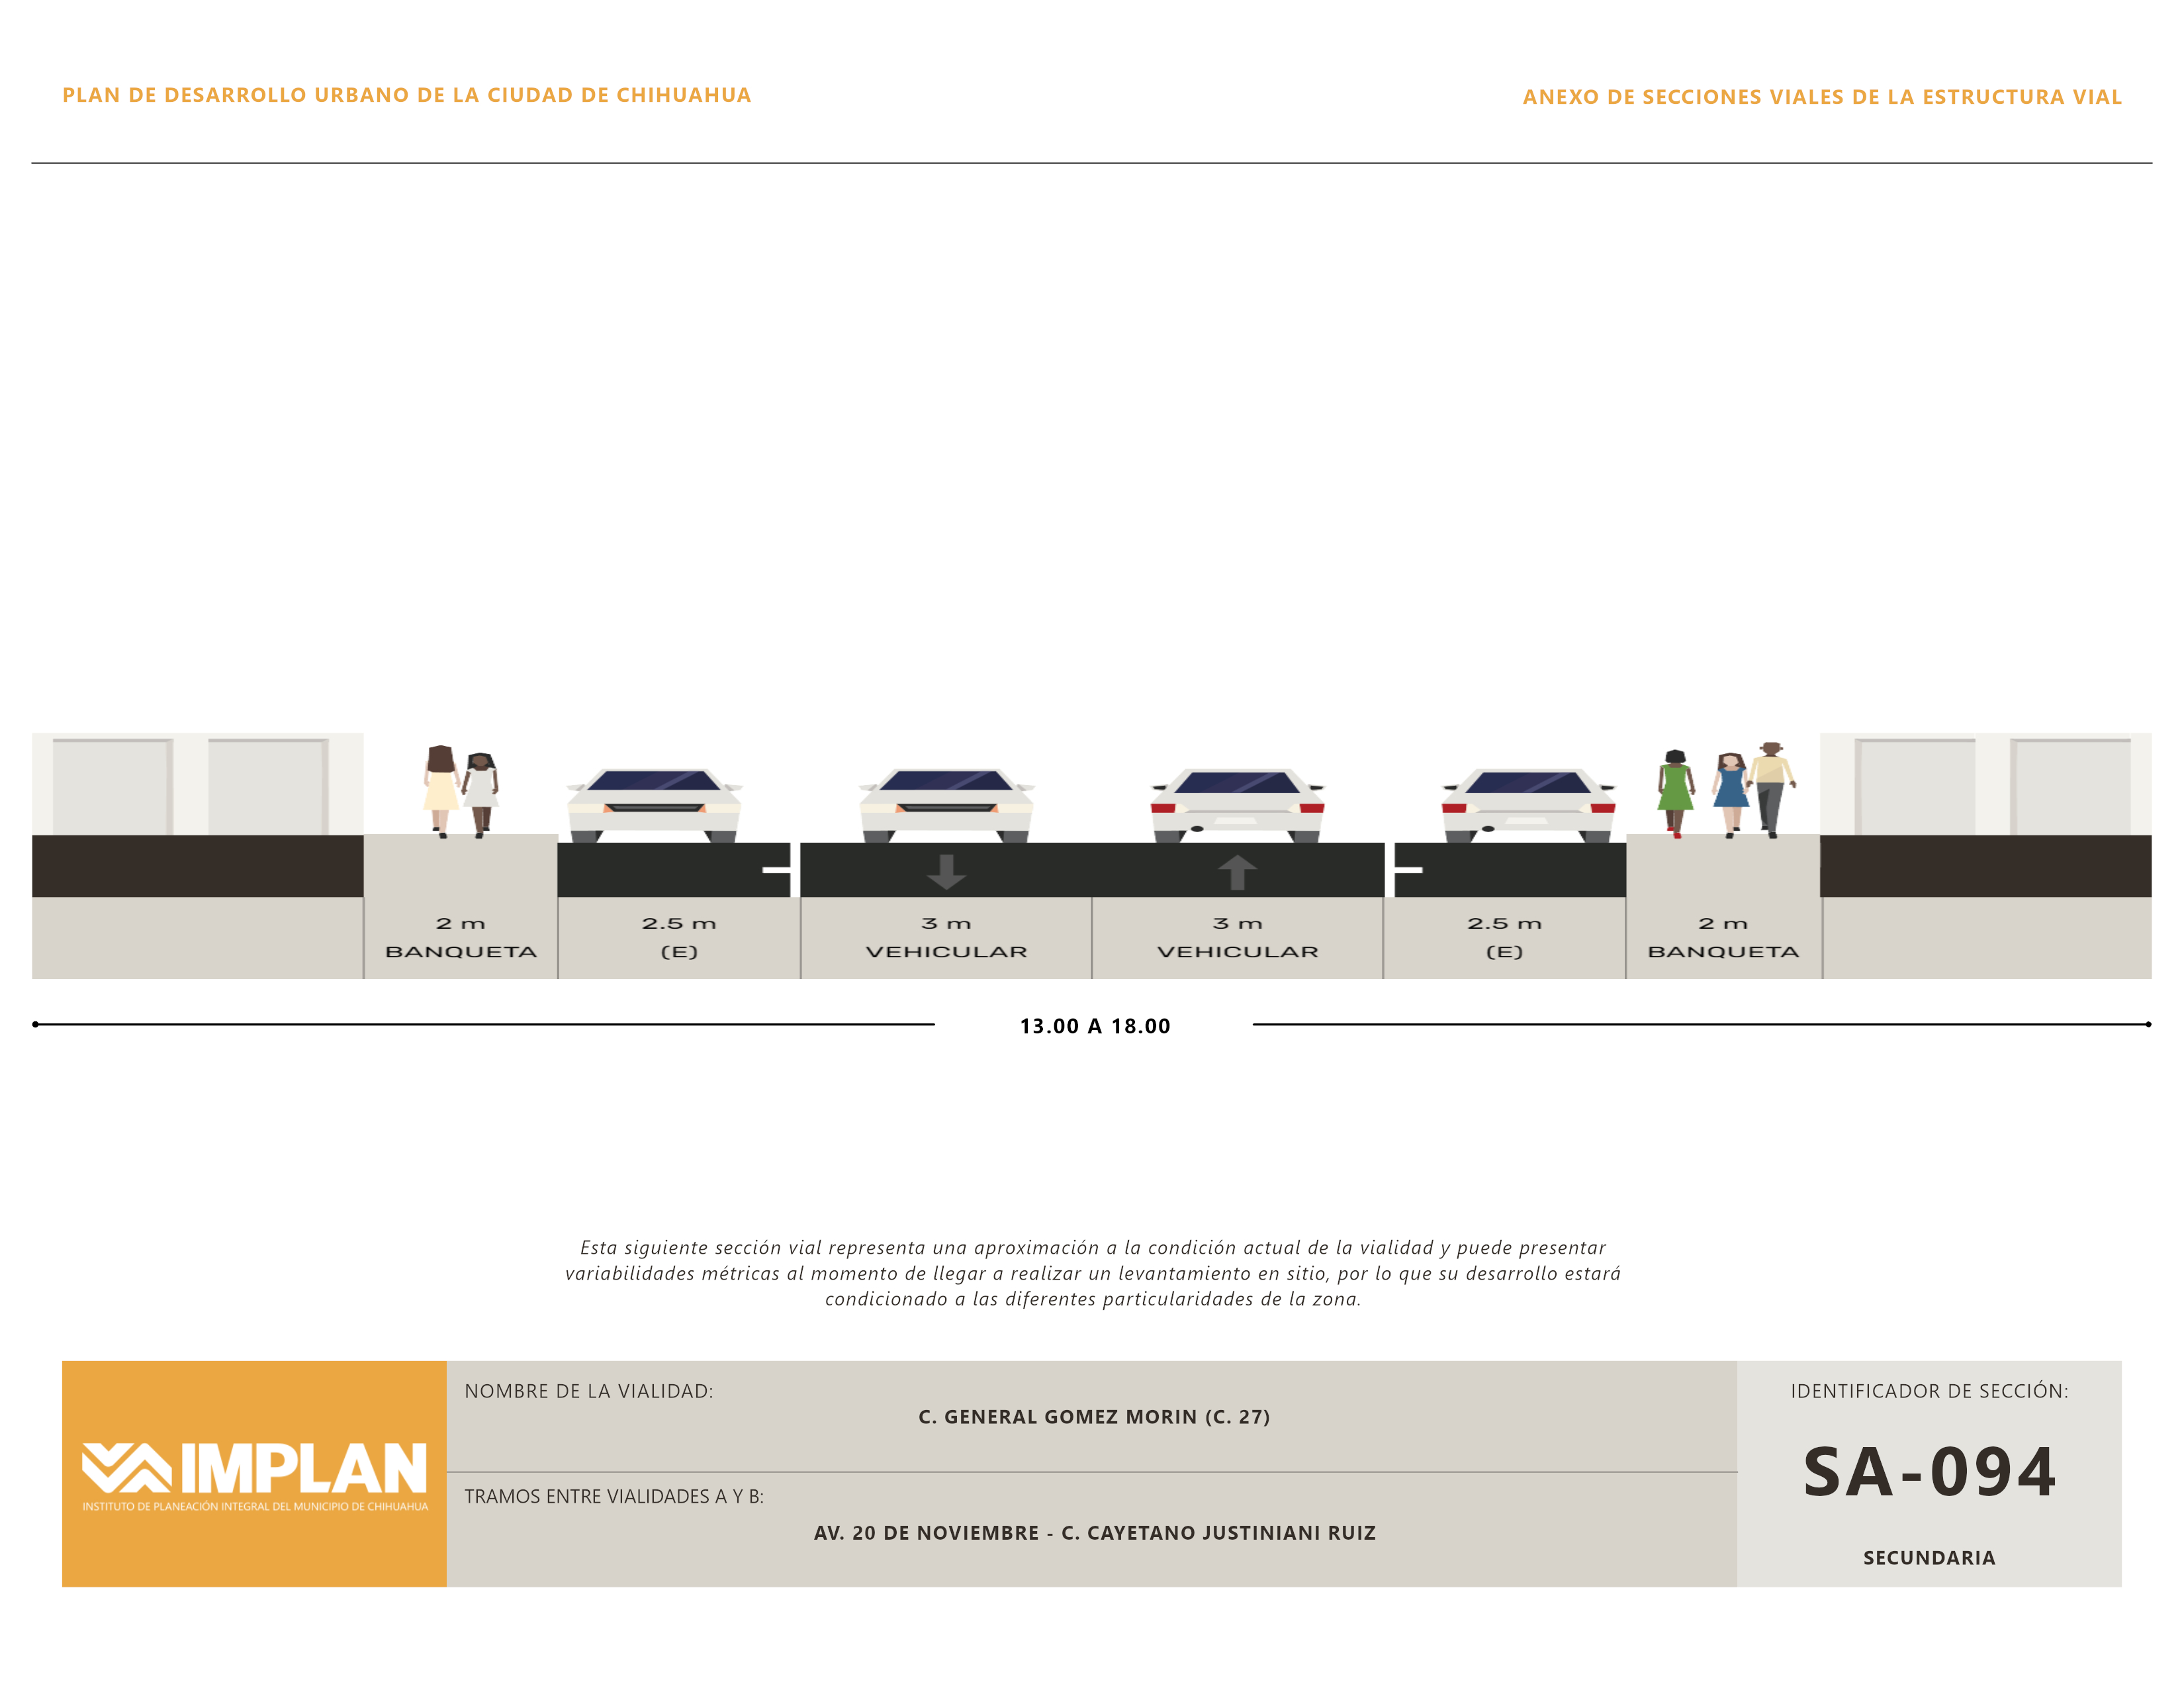 PLAN DE DESARROLLO URBANO DE LA CIUDAD DE CHIHUAHUA
ANEXO DE SECCIONES VIALES DE LA ESTRUCTURA VIAL
2 m
BANQUETA
2.5 m
(E)
3 m
VEHICULAR
3 m
VEHICULAR
2.5 m
(E)
2 m
BANQUETA
13.00 A 18.00
Esta siguiente sección vial representa una aproximación a la condición actual de la vialidad y puede presentar
variabilidades métricas al momento de llegar a realizar un levantamiento en sitio, por lo que su desarrollo estará
condicionado a las diferentes particularidades de la zona.
IMPLAN
INSTITUTO DE PLANEACIÓN INTEGRAL DEL MUNICIPIO DE CHIHUAHUA
NOMBRE DE LA VIALIDAD:
C. GENERAL GOMEZ MORIN (C. 27)
TRAMOS ENTRE VIALIDADES A Y B:
AV. 20 DE NOVIEMBRE - C. CAYETANO JUSTINIANI RUIZ
IDENTIFICADOR DE SECCIÓN:
SA-094
SECUNDARIA